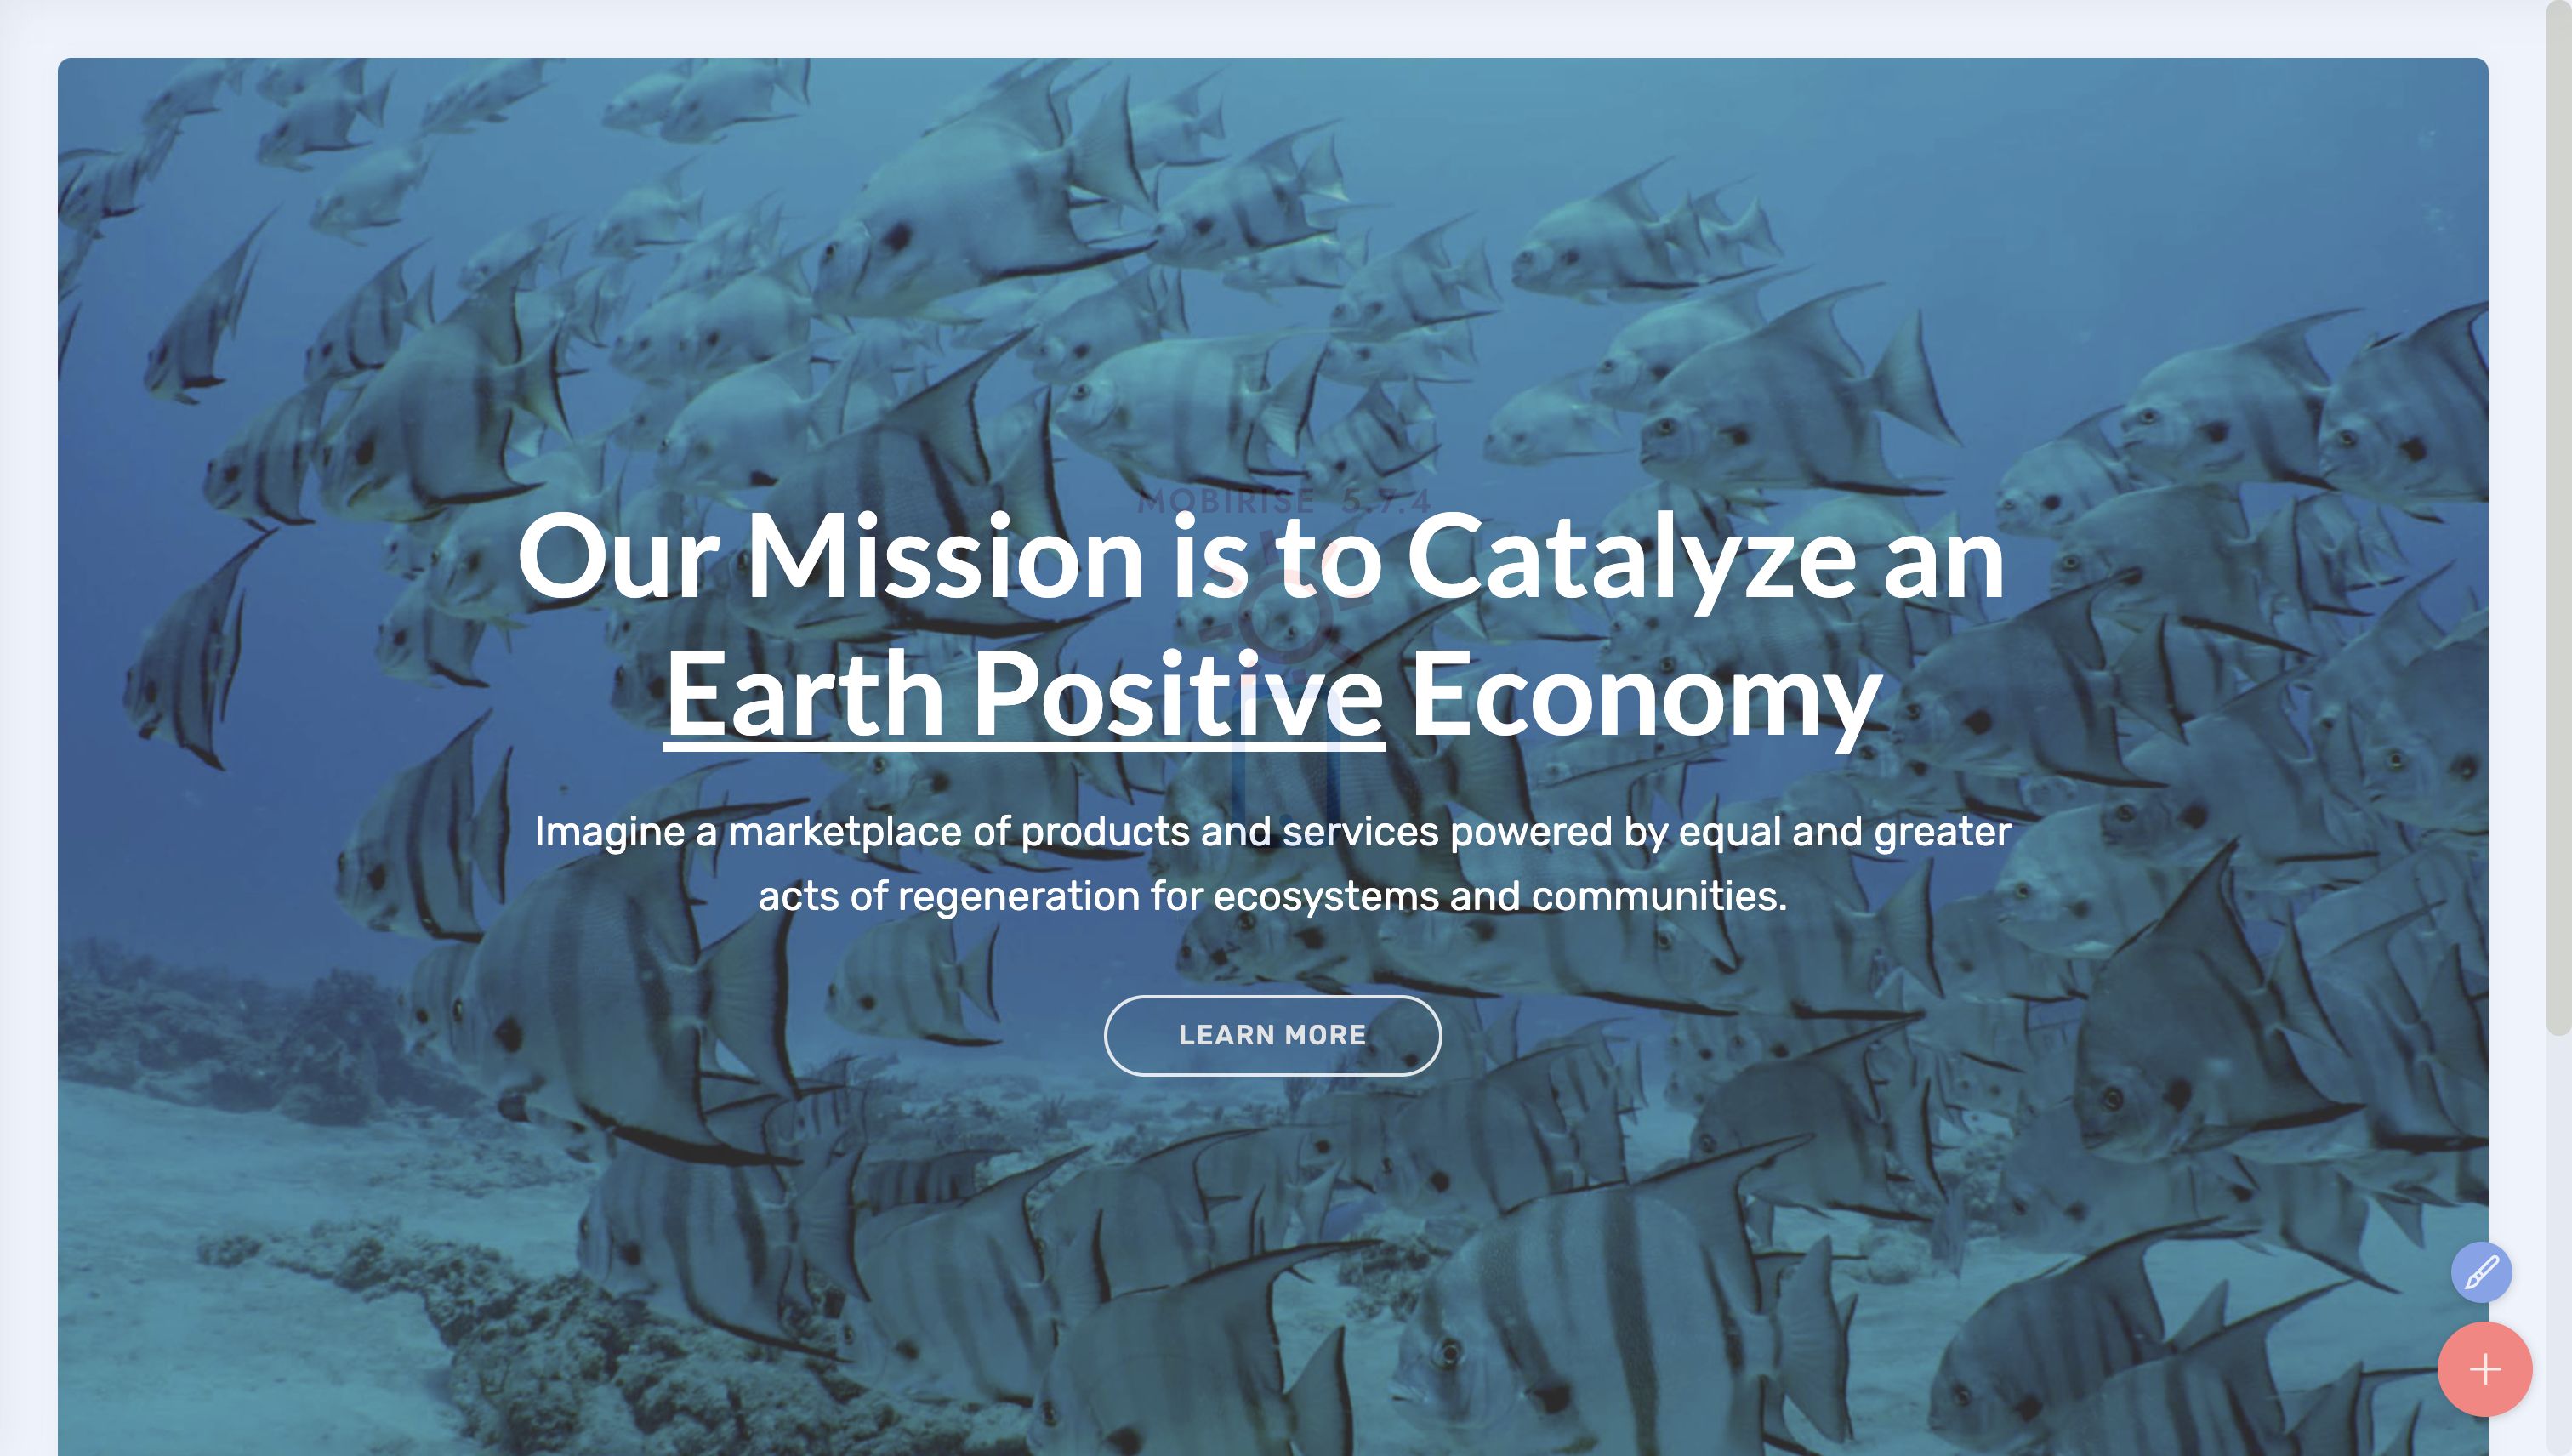 MOBIRISE 5.7.4
Our Mission is to Catalyze an
Earth Positive Economy
Imagine a marketplace of products and services powered by equal and greater
acts of regeneration for ecosystems and communities.
LEARN MORE